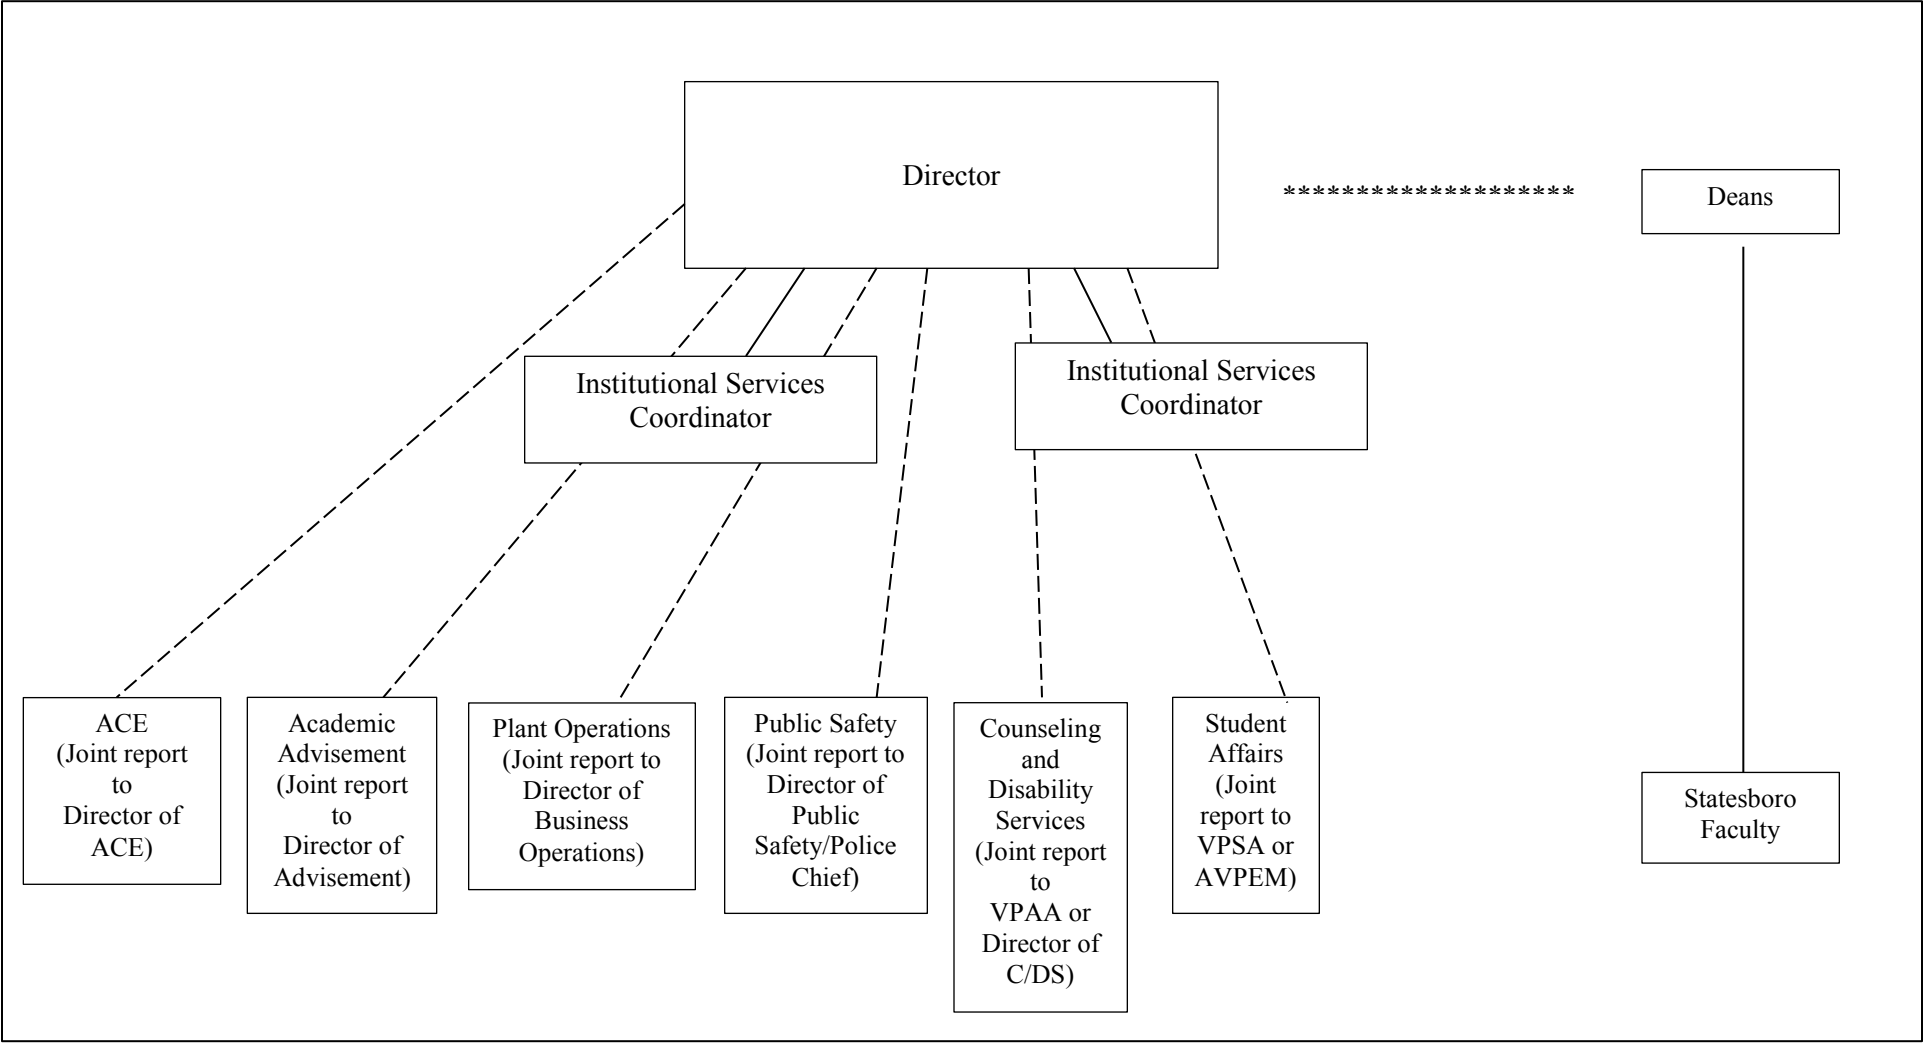 Director
*******************
Deans
Institutional Services
Coordinator
Institutional Services
Coordinator
ACE
(Joint report
to
Director of
ACE)
Academic
Advisement
(Joint report
to
Director of
Advisement)
Plant Operations
(Joint report to
Director of
Business
Operations)
Public Safety
(Joint report to
Director of
Public
Safety/Police
Chief)
Counseling
and
Disability
Services
(Joint report
to
VPAA or
Director of
C/DS)
Student
Affairs
(Joint
report to
VPSA or
AVPEM)
Statesboro
Faculty